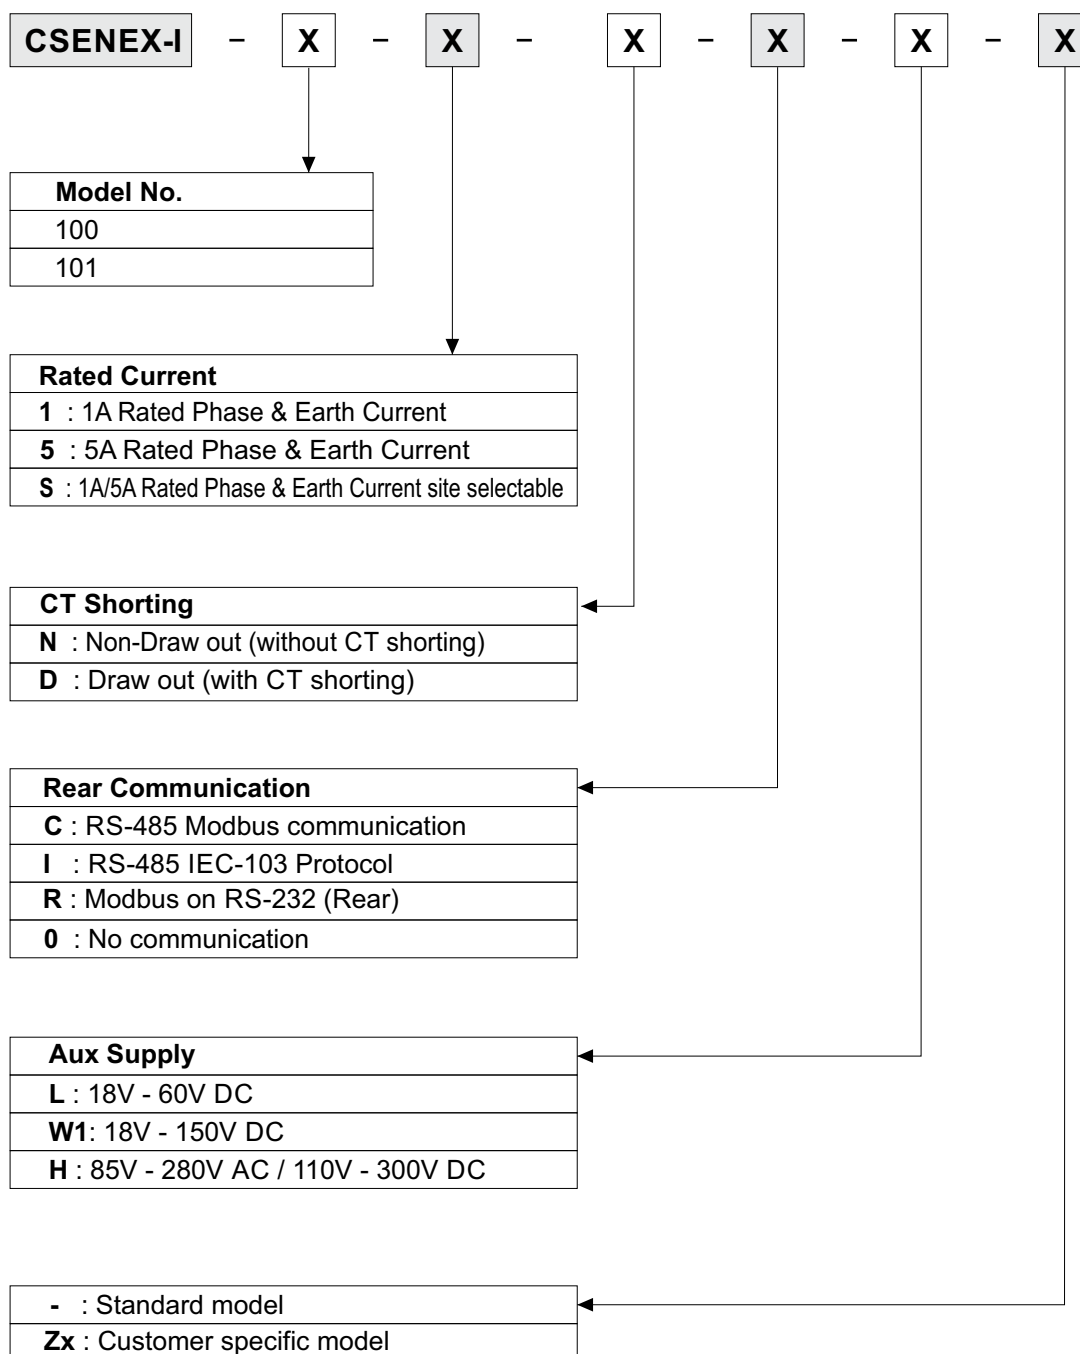 CSENEX-I – X – X – X – X – X – X
Model No.
100
101
Rated Current
1 : 1A Rated Phase & Earth Current
5 : 5A Rated Phase & Earth Current
S : 1A/5A Rated Phase & Earth Current site selectable
CT Shorting
N : Non-Draw out (without CT shorting)
D : Draw out (with CT shorting)
Rear Communication
C : RS-485 Modbus communication
I : RS-485 IEC-103 Protocol
R : Modbus on RS-232 (Rear)
0 : No communication
Aux Supply
L : 18V - 60V DC
W1: 18V - 150V DC
H : 85V - 280V AC / 110V - 300V DC
- : Standard model
Zx : Customer specific model